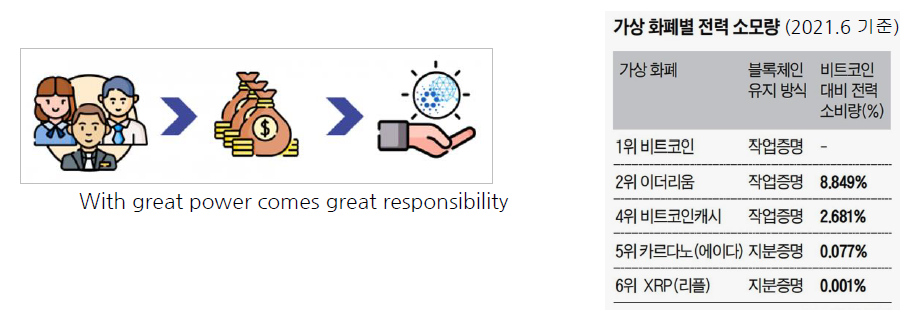 With great power comes great responsibility
가상 화폐별 전력 소모량 (2021.6 기준)
가상 화폐 블록체인 유지 방식 비트코인 대비 전력 소비량(%)
1위 비트코인 작업증명 -
2위 이더리움 작업증명 8.849%
4위 비트코인캐시 작업증명 2.681%
5위 카르다노(에이다) 지분증명 0.077%
6위 XRP(리플) 지분증명 0.001%